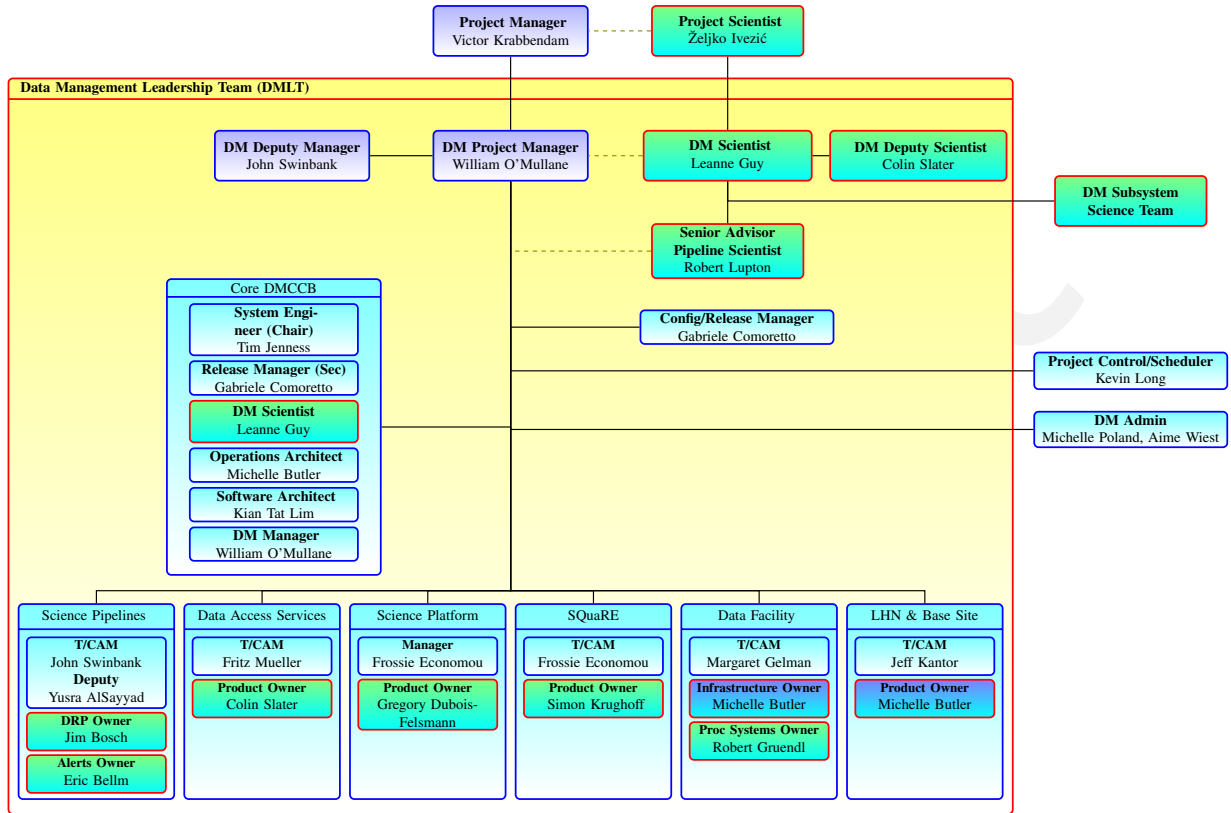 Project Manager
Victor Krabbendam
Project Scientist
Željko Ivezić
Data Management Leadership Team (DMLT)
DM Deputy Manager
John Swinbank
DM Project Manager
William O'Mullane
DM Scientist
Leanne Guy
DM Deputy Scientist
Colin Slater
DM Subsystem
Science Team
Senior Advisor
Pipeline Scientist
Robert Lupton
Core DMCCB
System Engi-
neer (Chair)
Tim Jenness
Release Manager (Sec)
Gabriele Comoretto
DM Scientist
Leanne Guy
Operations Architect
Michelle Butler
Software Architect
Kian Tat Lim
DM Manager
William O'Mullane
Config/Release Manager
Gabriele Comoretto
Project Control/Scheduler
Kevin Long
DM Admin
Michelle Poland, Aime Wiest
Science Pipelines
T/CAM
John Swinbank
Deputy
Yusra AlSayyad
DRP Owner
Jim Bosch
Alerts Owner
Eric Bellm
Data Access Services
T/CAM
Fritz Mueller
Product Owner
Colin Slater
Science Platform
Manager
Frossie Economou
Product Owner
Gregory Dubois-
Felsmann
SQuaRE
T/CAM
Frossie Economou
Product Owner
Simon Krughoff
Data Facility
T/CAM
Margaret Gelman
Infrastructure Owner
Michelle Butler
Proc Systems Owner
Robert Gruendl
LHN & Base Site
T/CAM
Jeff Kantor
Product Owner
Michelle Butler